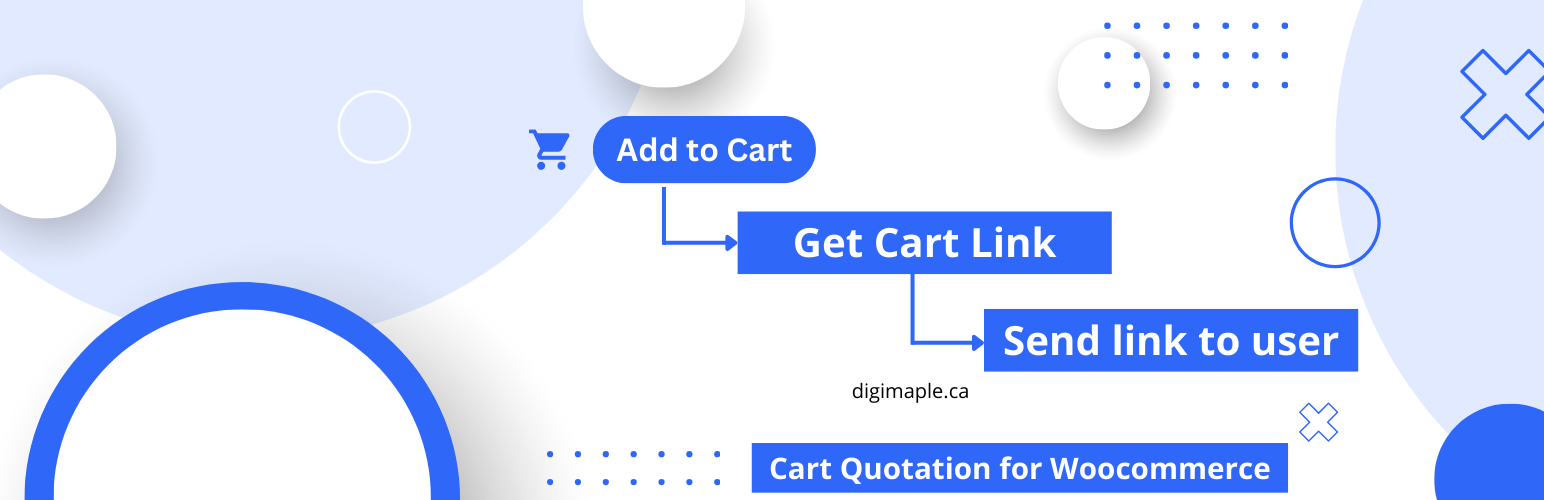 Add to Cart
Get Cart Link
Send link to user
digimaple.ca
Cart Quotation for Woocommerce